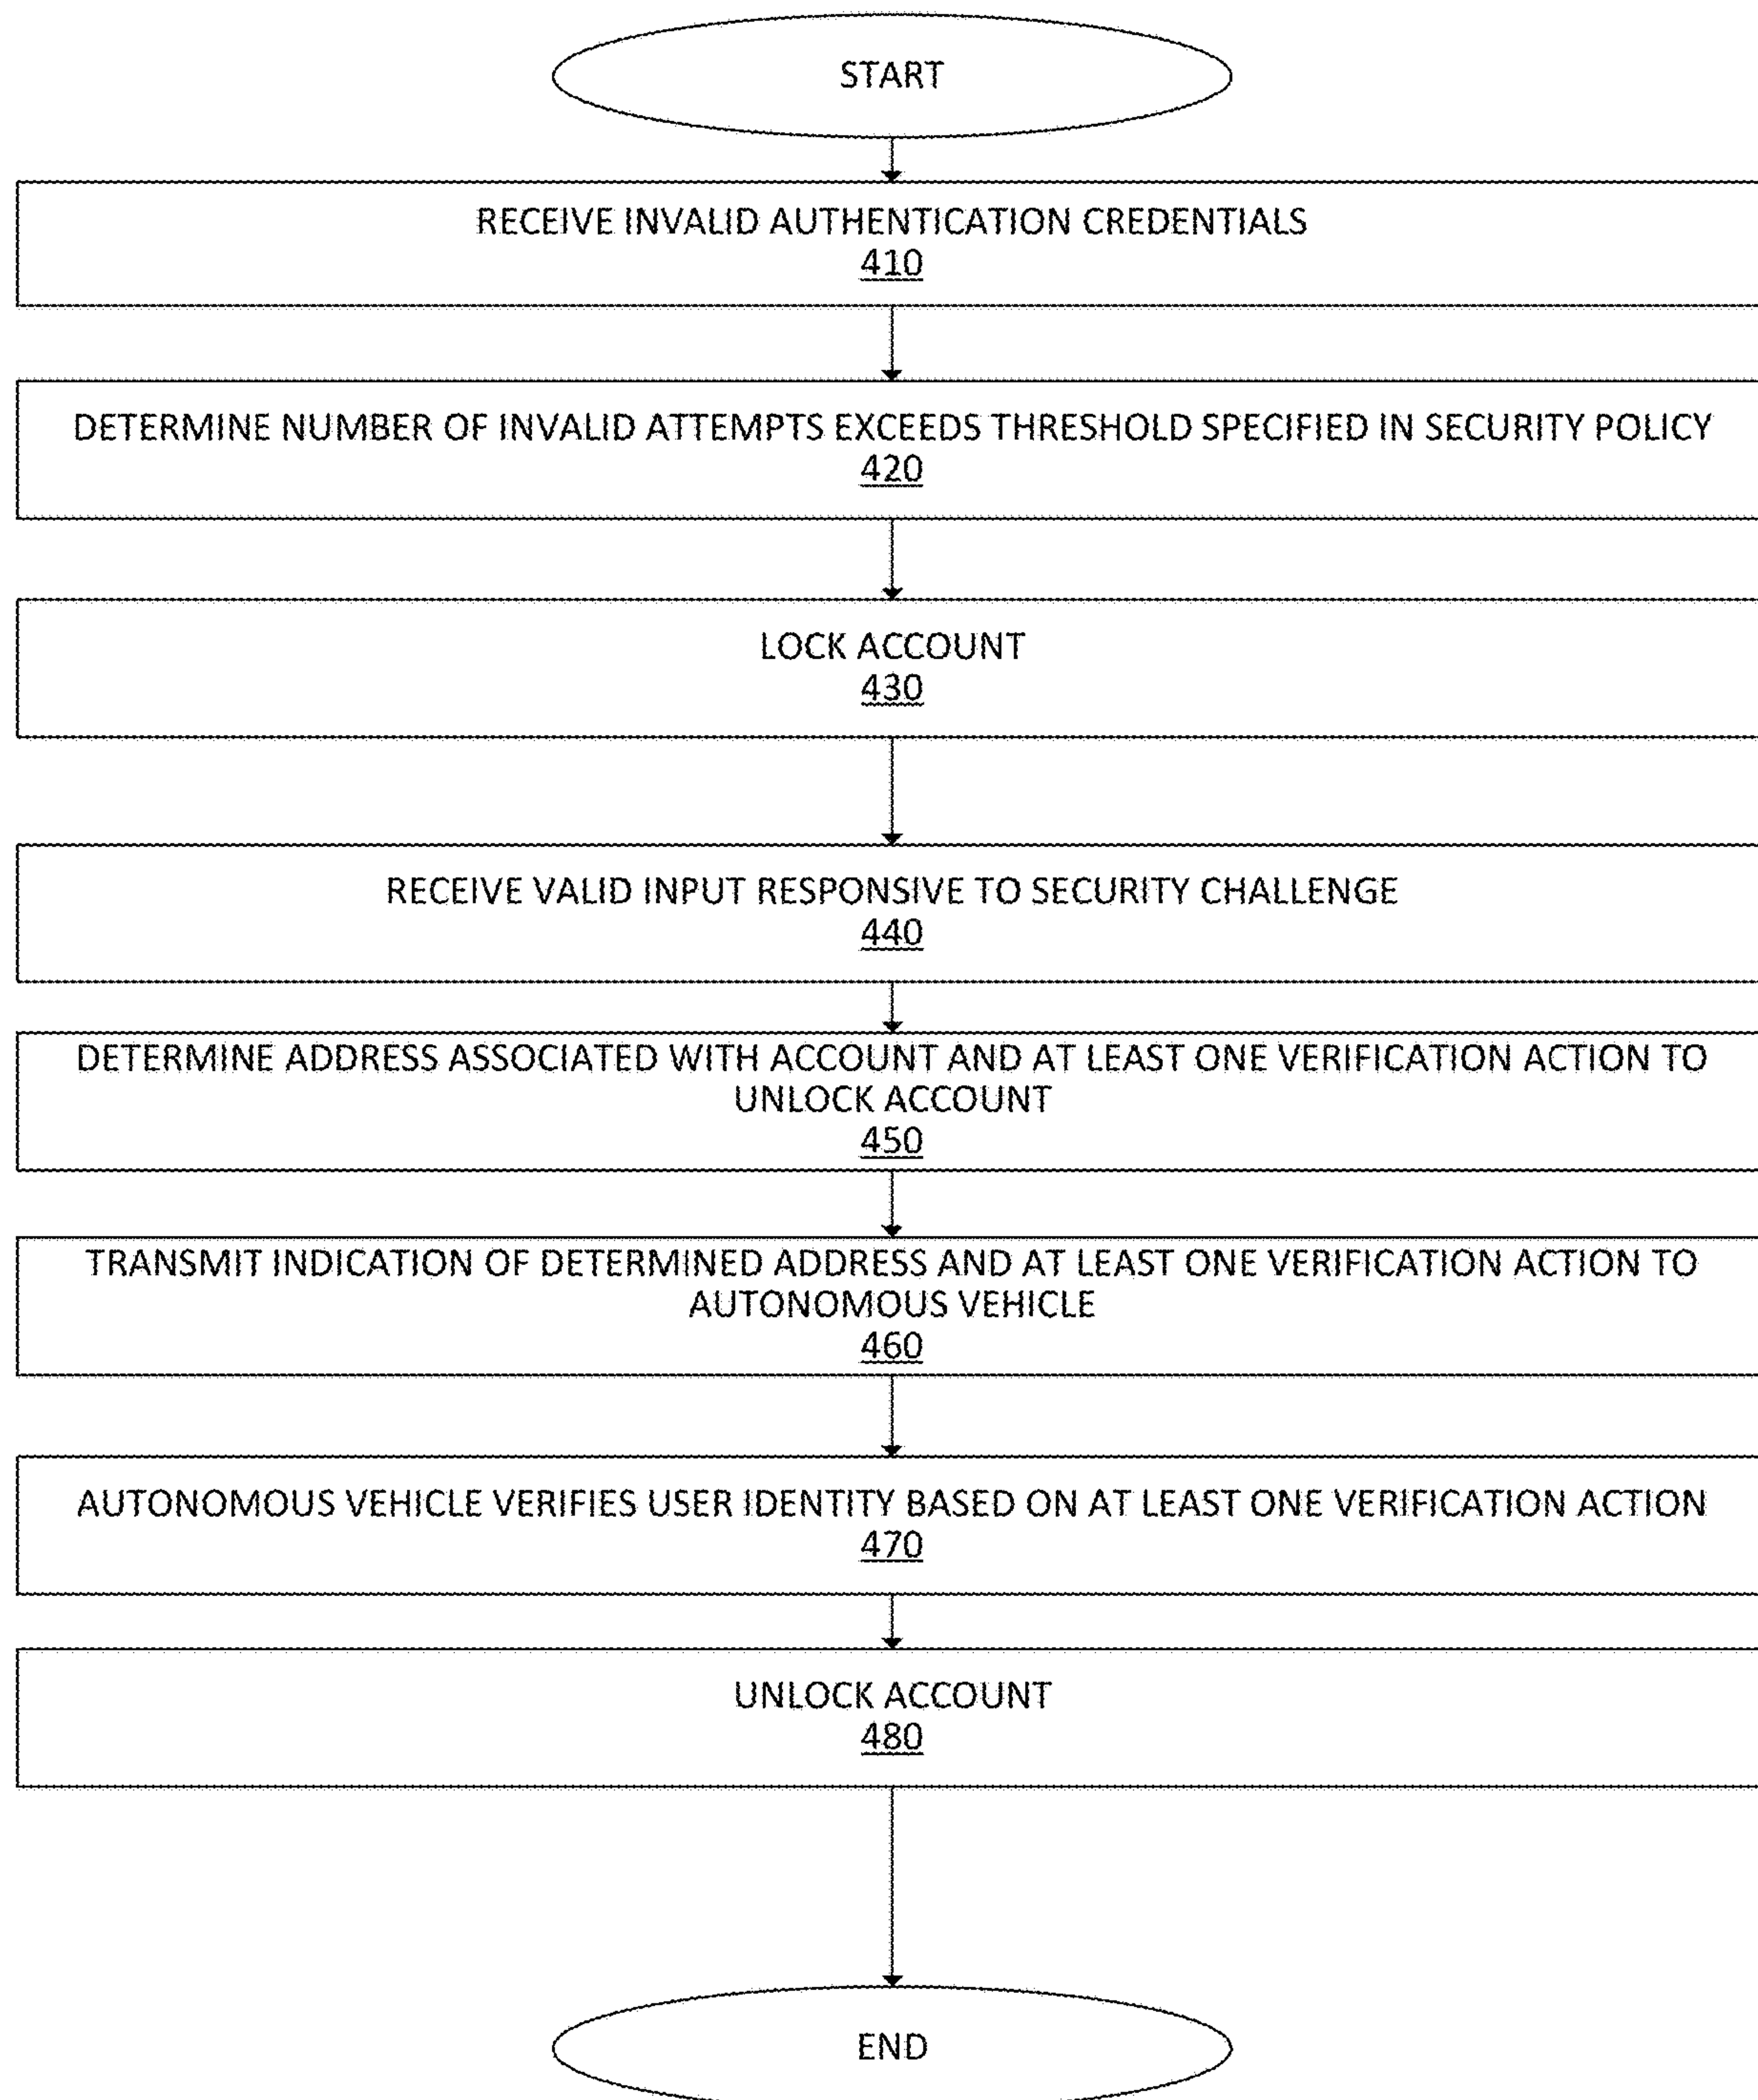 START
RECEIVE INVALID AUTHENTICATION CREDENTIALS
410
DETERMINE NUMBER OF INVALID ATTEMPTS EXCEEDS THRESHOLD SPECIFIED IN SECURITY POLICY
420
LOCK ACCOUNT
430
RECEIVE VALID INPUT RESPONSIVE TO SECURITY CHALLENGE
440
DETERMINE ADDRESS ASSOCIATED WITH ACCOUNT AND AT LEAST ONE VERIFICATION ACTION TO
UNLOCK ACCOUNT
450
TRANSMIT INDICATION OF DETERMINED ADDRESS AND AT LEAST ONE VERIFICATION ACTION TO
AUTONOMOUS VEHICLE
460
AUTONOMOUS VEHICLE VERIFIES USER IDENTITY BASED ON AT LEAST ONE VERIFICATION ACTION
470
UNLOCK ACCOUNT
480
END